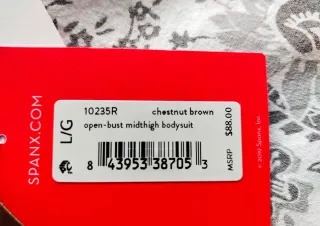 SPANX.COM
L/G
10235R chestnut brown
open-bust midthigh bodysuit
8 43953 38705 3
MSRP $88.00
© 2019 Spanx, Inc.